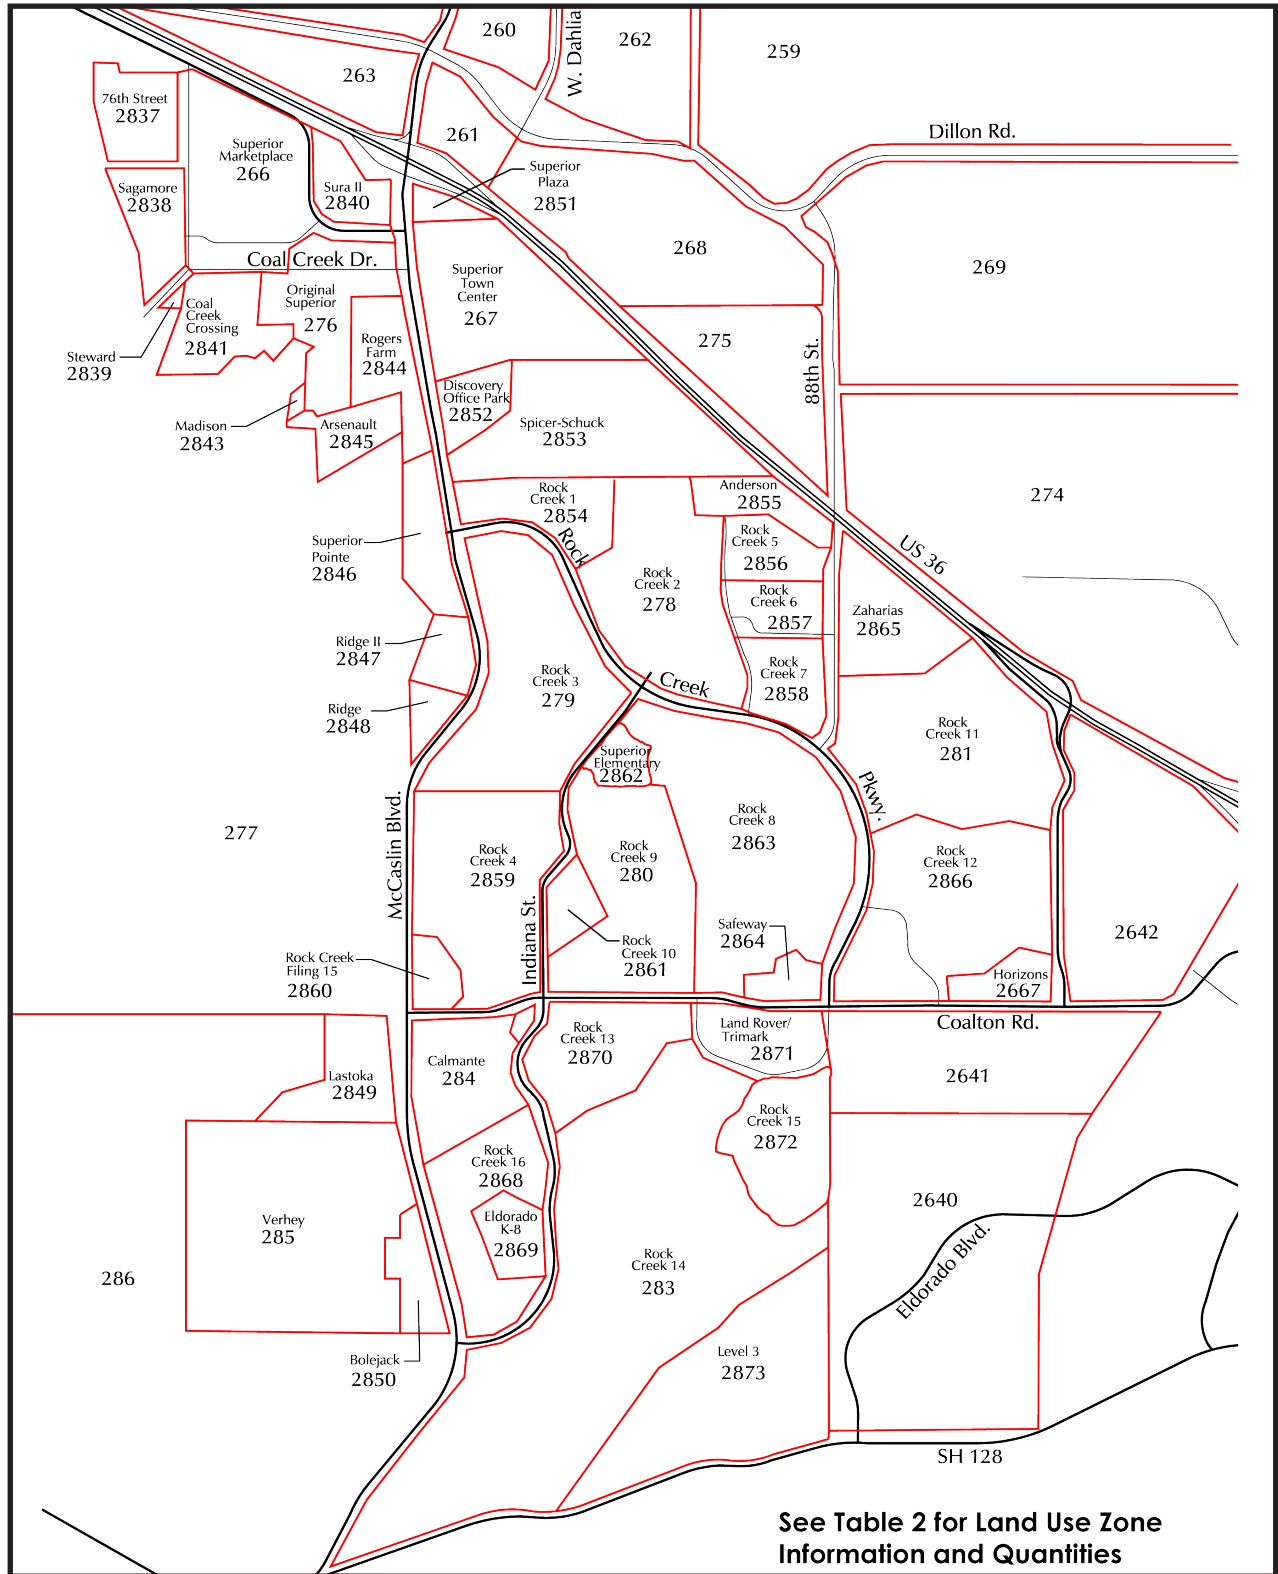 260
W. Dahlia
262
259
263
76th Street
2837
261
Dillon Rd.
Superior
Marketplace
266
Superior
Plaza
2851
Sagamore
2838
Sura II
2840
268
Coal Creek Dr.
269
Superior
Town
Center
267
Original
Superior
276
Coal
Creek
Crossing
2841
Rogers
Farm
2844
275
88th St.
Steward
2839
Discovery
Office Park
2852
Madison
2843
Arsenault
2845
Spicer-Schuck
2853
Rock
Creek 1
2854
Anderson
2855
274
Rock
Creek
Pkwy.
US 36
Superior
Pointe
2846
Rock
Creek 5
2856
Rock
Creek 2
278
Rock
Creek 6
2857
Zaharias
2865
Ridge II
2847
Rock
Creek 3
279
Rock
Creek 7
2858
Ridge
2848
Rock
Creek 11
281
Superior
Elementary
2862
277
McCaslin Blvd.
Rock
Creek 8
2863
Rock
Creek 4
2859
Rock
Creek 9
280
Rock
Creek 12
2866
Indiana St.
Safeway
2864
2642
Rock Creek
Filing 15
2860
Rock
Creek 10
2861
Horizons
2667
Coalton Rd.
Rock
Creek 13
2870
Land Rover/
Trimark
2871
Calmante
284
Lastoka
2849
2641
Rock
Creek 15
2872
Rock
Creek 16
2868
2640
Verhey
285
Eldorado
K-8
2869
Eldorado Blvd.
286
Rock
Creek 14
283
Bolejack
2850
Level 3
2873
SH 128
See Table 2 for Land Use Zone
Information and Quantities